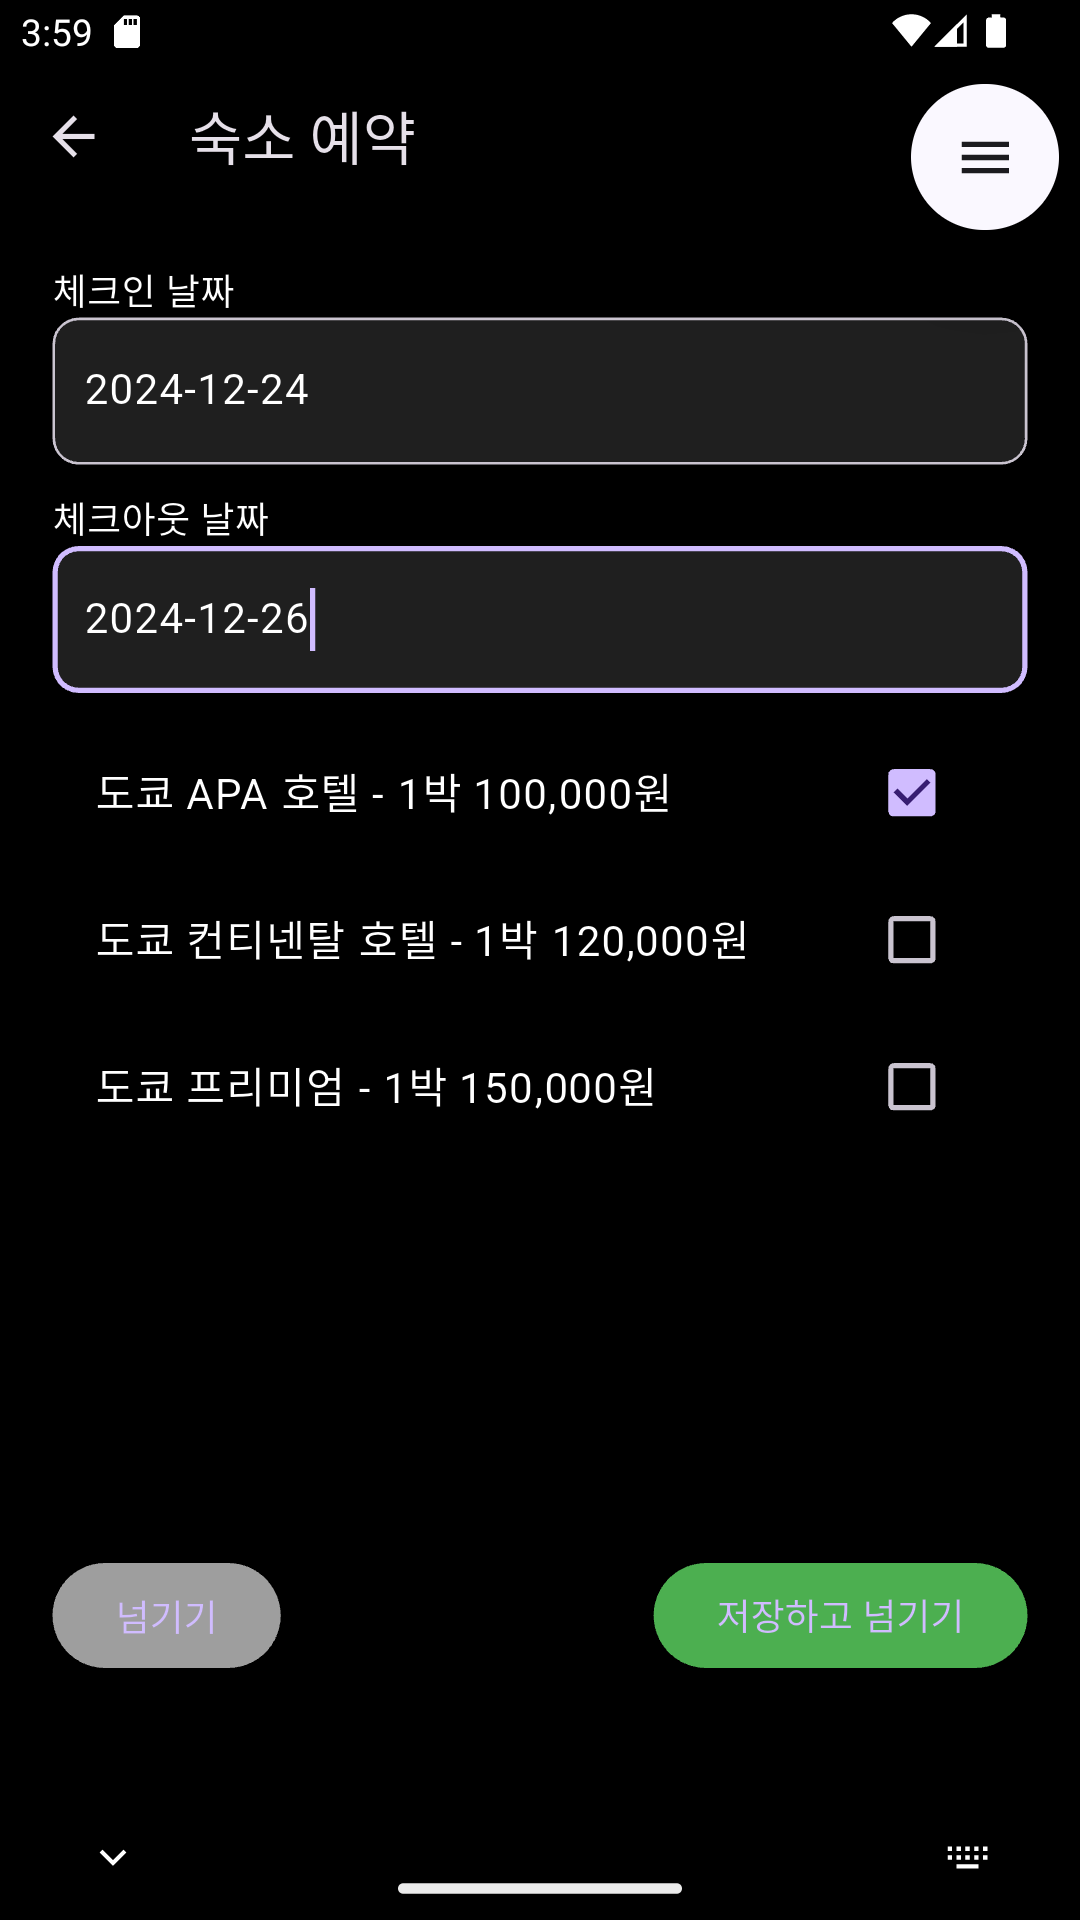 3:59
숙소 예약
체크인 날짜
2024-12-24
체크아웃 날짜
2024-12-26
도쿄 APA 호텔 - 1박 100,000원
도쿄 컨티넨탈 호텔 - 1박 120,000원
도쿄 프리미엄 - 1박 150,000원
넘기기
저장하고 넘기기